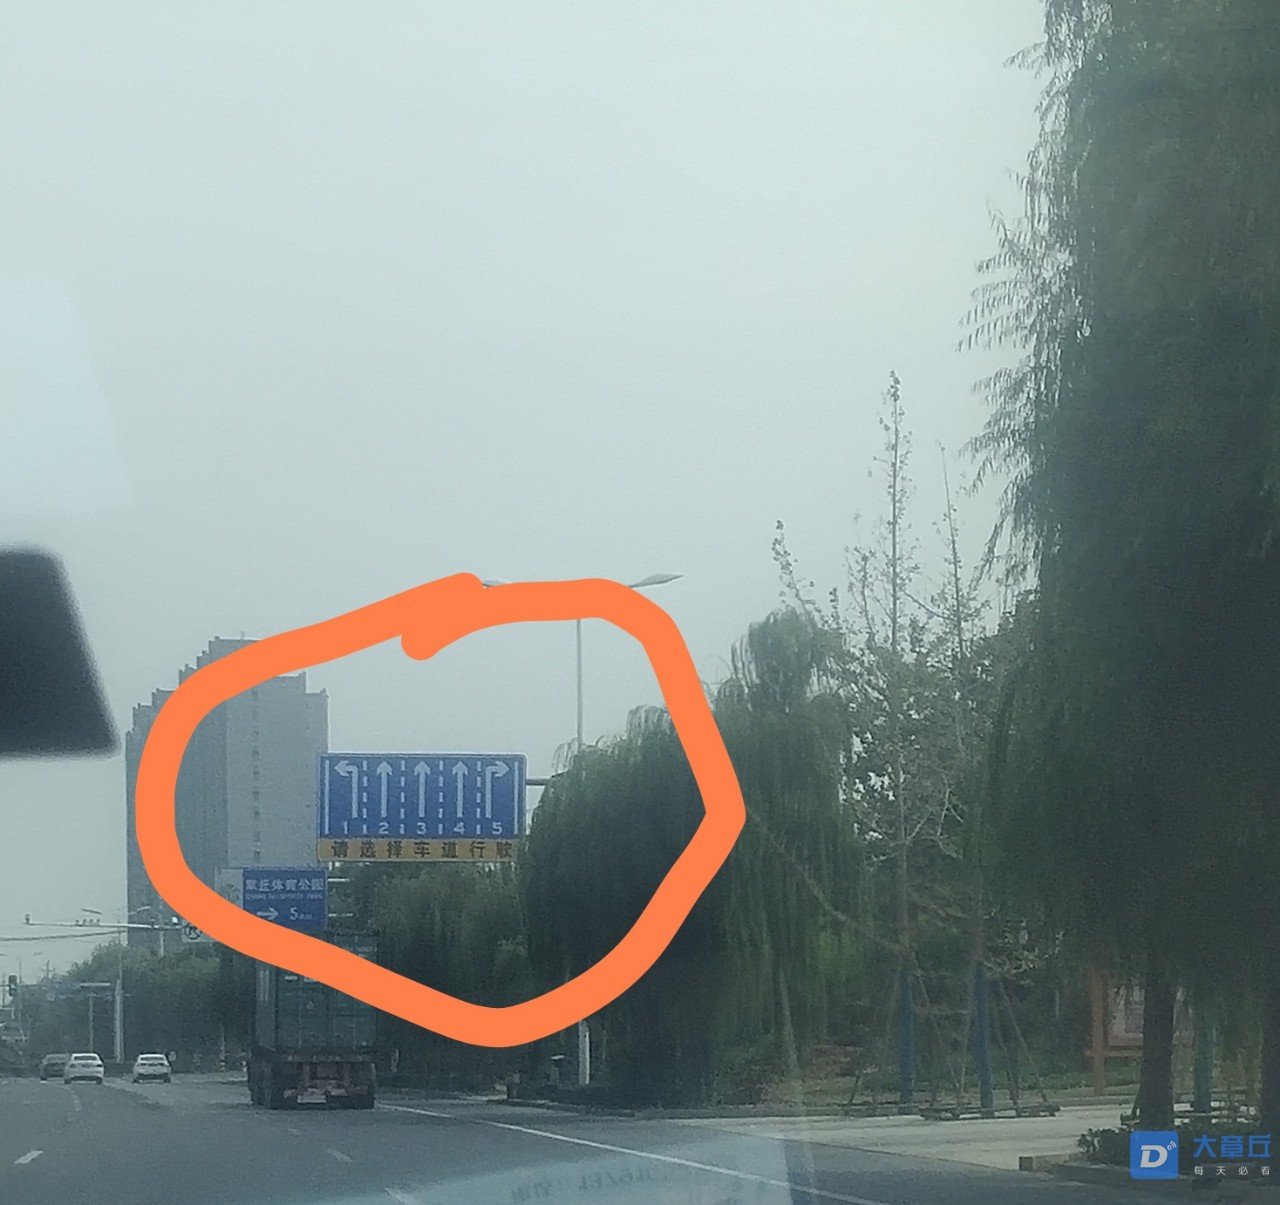 1 2 3 4 5
请选择车道行驶
章丘体育公园
5km
大章丘
每天必看